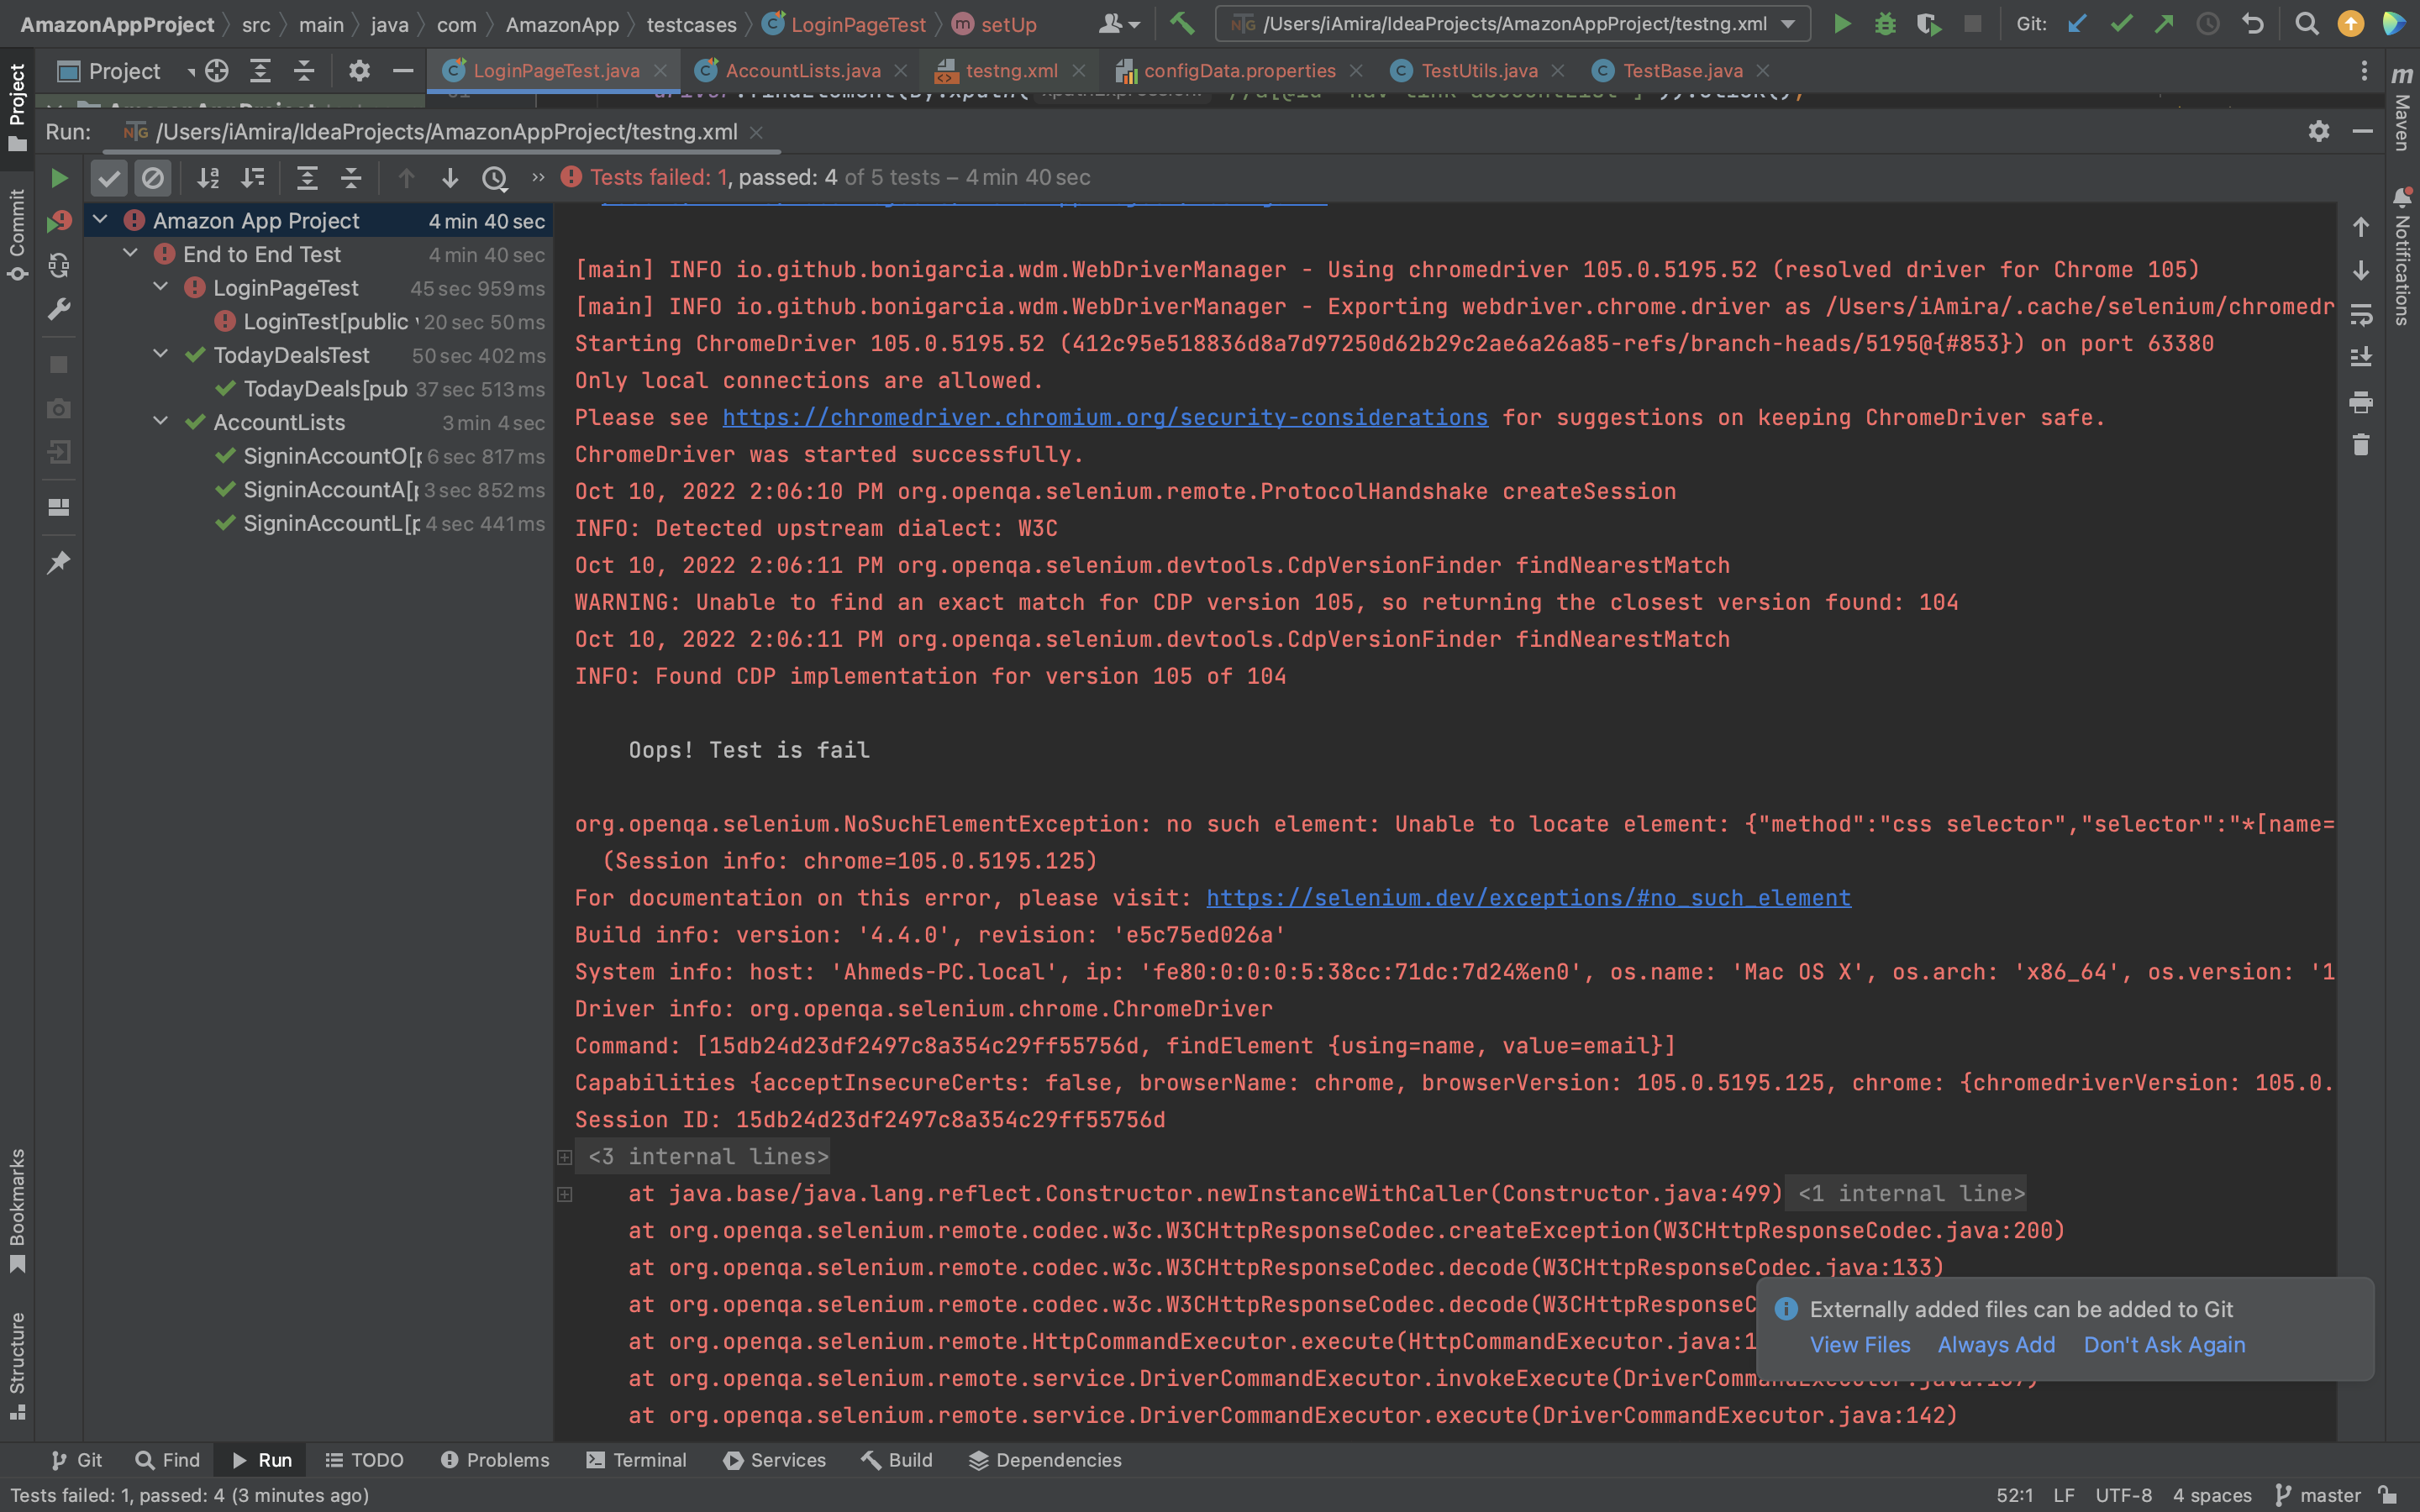 AmazonAppProject src main java com AmazonApp testcases LoginPageTest setUp
/Users/iAmira/IdeaProjects/AmazonAppProject/testng.xml
Git:
Project
LoginPageTest.java
AccountLists.java
testng.xml
configData.properties
TestUtils.java
TestBase.java
Run:
/Users/iAmira/IdeaProjects/AmazonAppProject/testng.xml
Tests failed: 1, passed: 4 of 5 tests – 4 min 40 sec
Amazon App Project 4 min 40 sec
End to End Test 4 min 40 sec
LoginPageTest 45 sec 959 ms
LoginTest[public 20 sec 50 ms
TodayDealsTest 50 sec 402 ms
TodayDeals[pub 37 sec 513 ms
AccountLists 3 min 4 sec
SigninAccountO[p 6 sec 817 ms
SigninAccountA[ 3 sec 852 ms
SigninAccountL[p 4 sec 441 ms
[main] INFO io.github.bonigarcia.wdm.WebDriverManager - Using chromedriver 105.0.5195.52 (resolved driver for Chrome 105)
[main] INFO io.github.bonigarcia.wdm.WebDriverManager - Exporting webdriver.chrome.driver as /Users/iAmira/.cache/selenium/chromedr
Starting ChromeDriver 105.0.5195.52 (412c95e518836d8a7d97250d62b29c2ae6a26a85-refs/branch-heads/5195@{#853}) on port 63380
Only local connections are allowed.
Please see https://chromedriver.chromium.org/security-considerations for suggestions on keeping ChromeDriver safe.
ChromeDriver was started successfully.
Oct 10, 2022 2:06:10 PM org.openqa.selenium.remote.ProtocolHandshake createSession
INFO: Detected upstream dialect: W3C
Oct 10, 2022 2:06:11 PM org.openqa.selenium.devtools.CdpVersionFinder findNearestMatch
WARNING: Unable to find an exact match for CDP version 105, so returning the closest version found: 104
Oct 10, 2022 2:06:11 PM org.openqa.selenium.devtools.CdpVersionFinder findNearestMatch
INFO: Found CDP implementation for version 105 of 104
Oops! Test is fail
org.openqa.selenium.NoSuchElementException: no such element: Unable to locate element: {"method":"css selector","selector":"*[name=
(Session info: chrome=105.0.5195.125)
For documentation on this error, please visit: https://selenium.dev/exceptions/#no_such_element
Build info: version: '4.4.0', revision: 'e5c75ed026a'
System info: host: 'Ahmeds-PC.local', ip: 'fe80:0:0:0:5:38cc:71dc:7d24%en0', os.name: 'Mac OS X', os.arch: 'x86_64', os.version: '1
Driver info: org.openqa.selenium.chrome.ChromeDriver
Command: [15db24d23df2497c8a354c29ff55756d, findElement {using=name, value=email}]
Capabilities {acceptInsecureCerts: false, browserName: chrome, browserVersion: 105.0.5195.125, chrome: {chromedriverVersion: 105.0.
Session ID: 15db24d23df2497c8a354c29ff55756d
<3 internal lines>
at java.base/java.lang.reflect.Constructor.newInstanceWithCaller(Constructor.java:499) <1 internal line>
at org.openqa.selenium.remote.codec.w3c.W3CHttpResponseCodec.createException(W3CHttpResponseCodec.java:200)
at org.openqa.selenium.remote.codec.w3c.W3CHttpResponseCodec.decode(W3CHttpResponseCodec.java:133)
at org.openqa.selenium.remote.codec.w3c.W3CHttpResponseCodec.decode(W3CHttpResponseC
at org.openqa.selenium.remote.HttpCommandExecutor.execute(HttpCommandExecutor.java:1
at org.openqa.selenium.remote.service.DriverCommandExecutor.invokeExecute(DriverCommandExecutor.java:167)
at org.openqa.selenium.remote.service.DriverCommandExecutor.execute(DriverCommandExecutor.java:142)
Externally added files can be added to Git
View Files Always Add Don't Ask Again
Project
Commit
Bookmarks
Structure
m Maven
Notifications
Git Find Run TODO Problems Terminal Services Build Dependencies
Tests failed: 1, passed: 4 (3 minutes ago)
52:1 LF UTF-8 4 spaces master